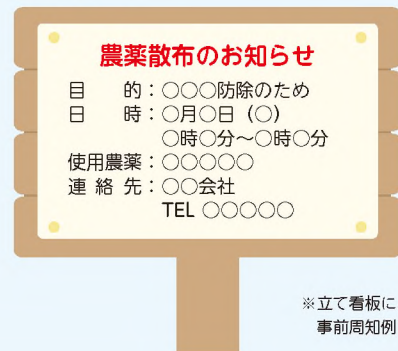 農薬散布のお知らせ
目　　的：○○○防除のため
日　　時：○月○日（○）
○時○分～○時○分
使用農薬：○○○○○
連 絡 先：○○会社
TEL ○○○○○
※立て看板に
事前周知例